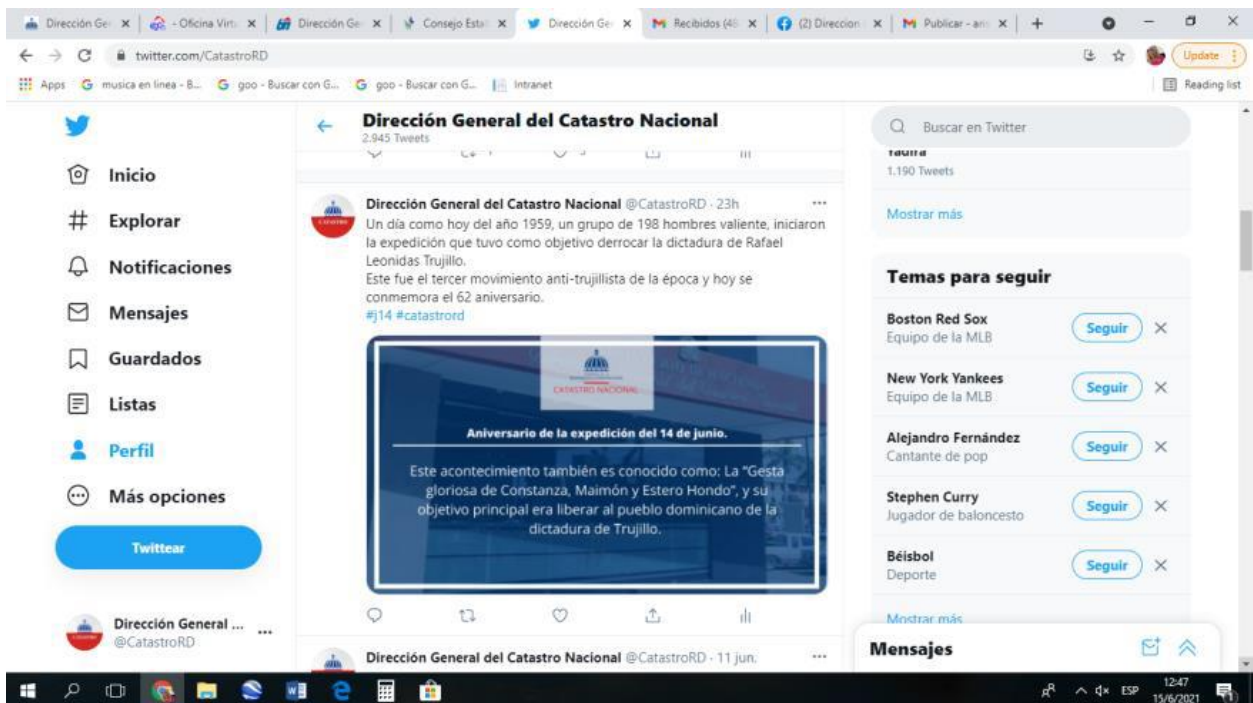 Dirección Ge
- Oficina Virt
Dirección Ge
Consejo Esta
Dirección Ge
Recibidos (48
(2) Direccion
Publicar - am
twitter.com/CatastroRD
Update
Apps
musica en linea - B...
goo - Buscar con G...
goo - Buscar con G...
Intranet
Reading list
Inicio
Explorar
Notificaciones
Mensajes
Guardados
Listas
Perfil
Más opciones
Twittear
Dirección General ...
@CatastroRD
Dirección General del Catastro Nacional
2.945 Tweets
Dirección General del Catastro Nacional @CatastroRD · 23h
Un día como hoy del año 1959, un grupo de 198 hombres valiente, iniciaron
la expedición que tuvo como objetivo derrocar la dictadura de Rafael
Leonidas Trujillo.
Este fue el tercer movimiento anti-trujillista de la época y hoy se
conmemora el 62 aniversario.
#j14 #catastrord
CATASTRO NACIONAL
Aniversario de la expedición del 14 de junio.
Este acontecimiento también es conocido como: La "Gesta
gloriosa de Constanza, Maimón y Estero Hondo", y su
objetivo principal era liberar al pueblo dominicano de la
dictadura de Trujillo.
Dirección General del Catastro Nacional @CatastroRD · 11 jun.
Buscar en Twitter
Yadira
1.190 Tweets
Mostrar más
Temas para seguir
Boston Red Sox
Equipo de la MLB
Seguir
New York Yankees
Equipo de la MLB
Seguir
Alejandro Fernández
Cantante de pop
Seguir
Stephen Curry
Jugador de baloncesto
Seguir
Béisbol
Deporte
Seguir
Mostrar más
Mensajes
ESP
12:47
15/6/2021